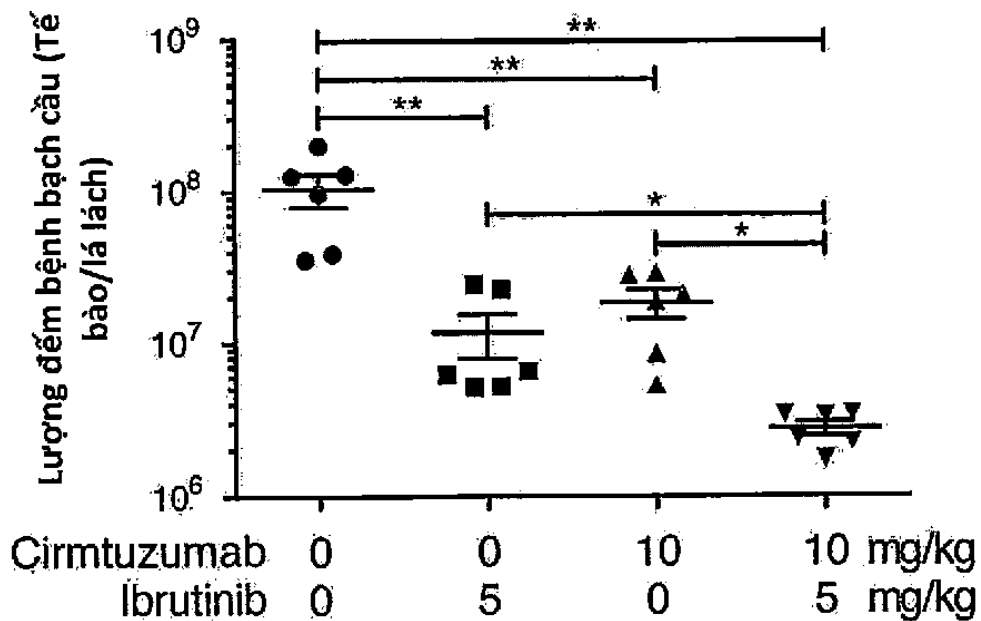 Lượng đếm bệnh bạch cầu (Tế
bào/lá lách)
10⁹
10⁸
10⁷
10⁶
**
**
**
*
*
Cirmtuzumab 0 0 10 10 mg/kg
Ibrutinib 0 5 0 5 mg/kg